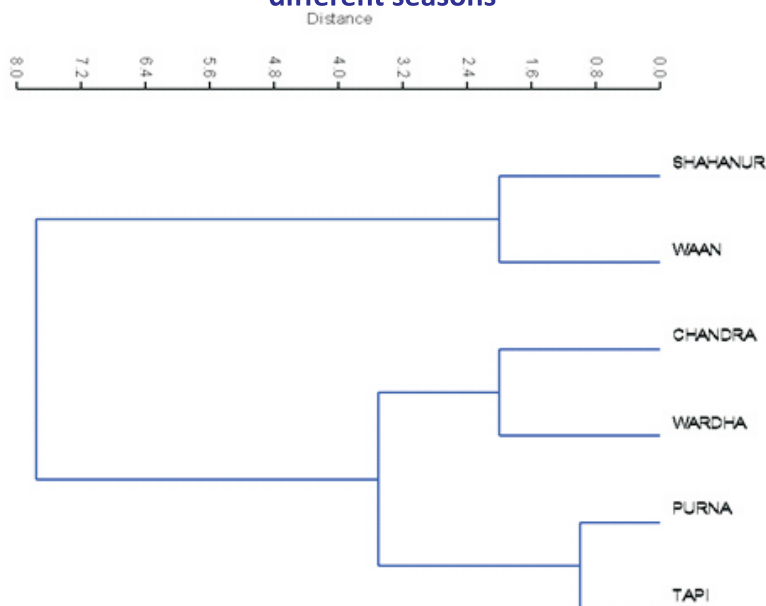 different seasons
Distance
8.0 7.2 6.4 5.6 4.8 4.0 3.2 2.4 1.6 0.8 0.0
SHAHANUR
WAAN
CHANDRA
WARDHA
PURNA
TAPI